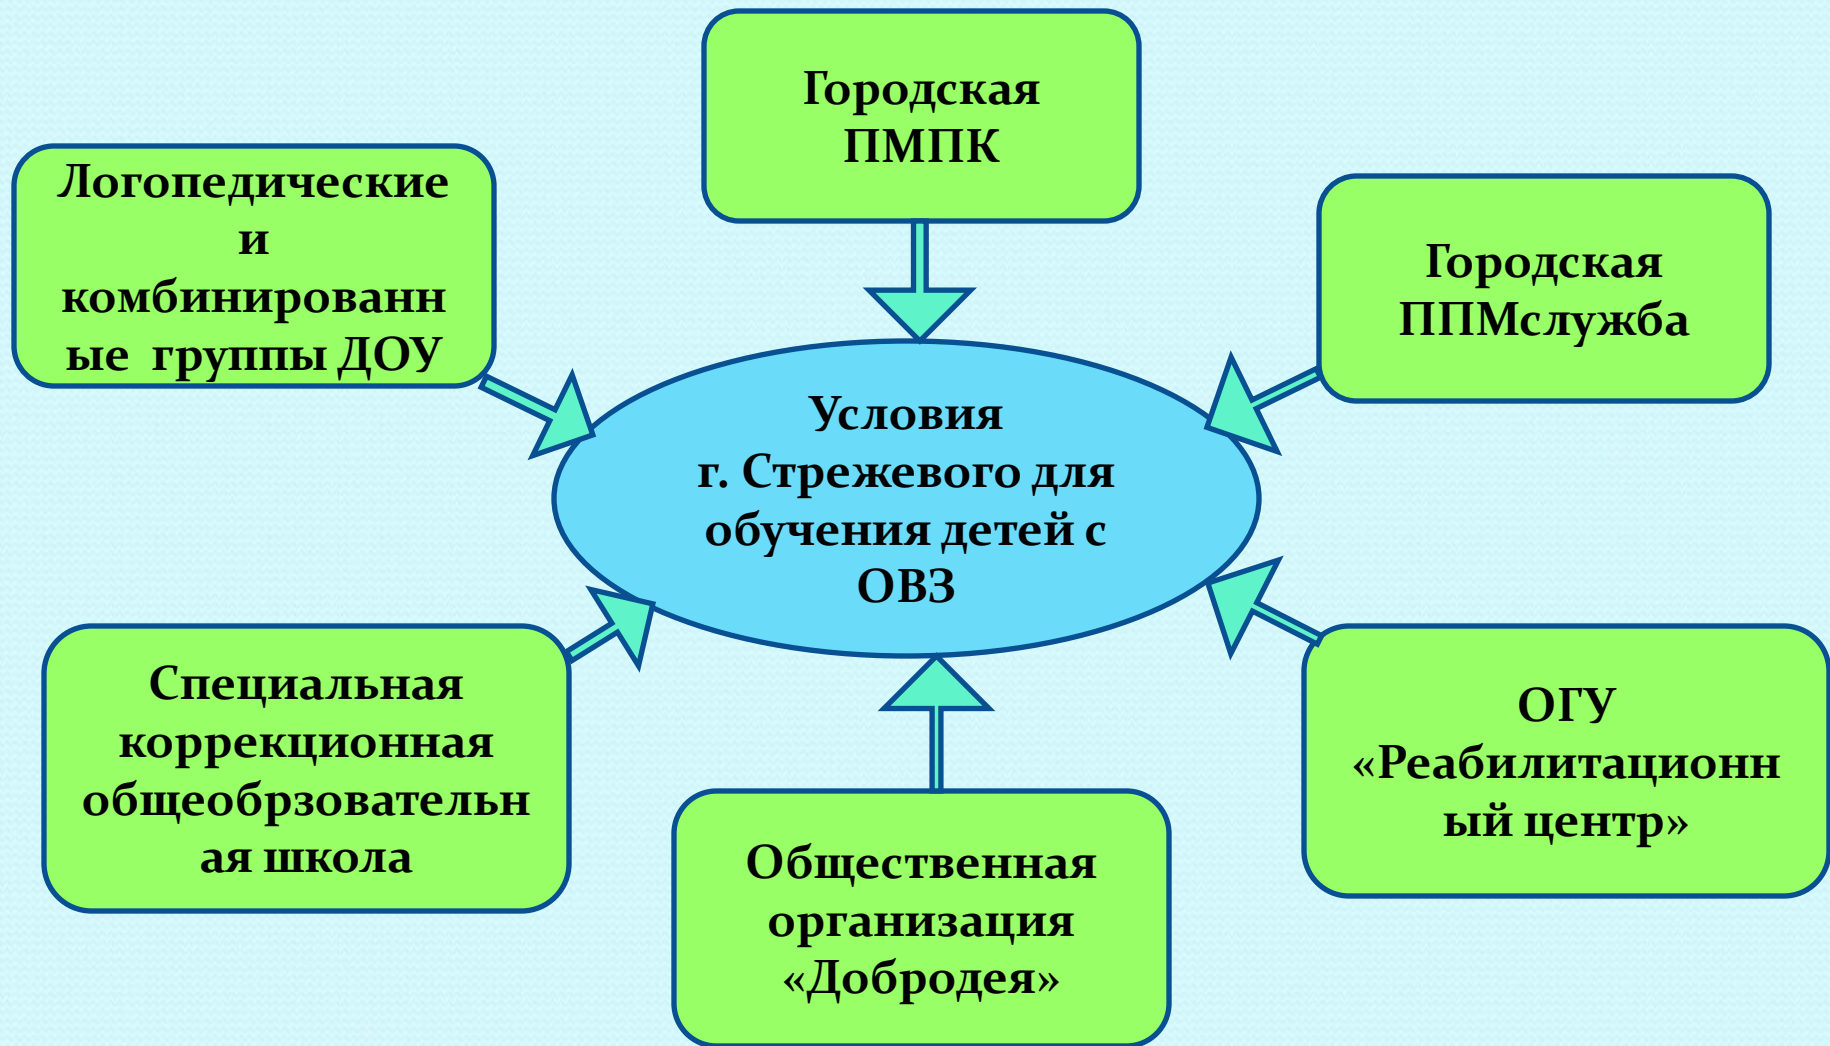 Городская
ПМПК
Логопедические
и
комбинированн
ые группы ДОУ
Городская
ППМслужба
Условия
г. Стрежевого для
обучения детей с
ОВЗ
Специальная
коррекционная
общеобрзовательн
ая школа
Общественная
организация
«Добродея»
ОГУ
«Реабилитационн
ый центр»